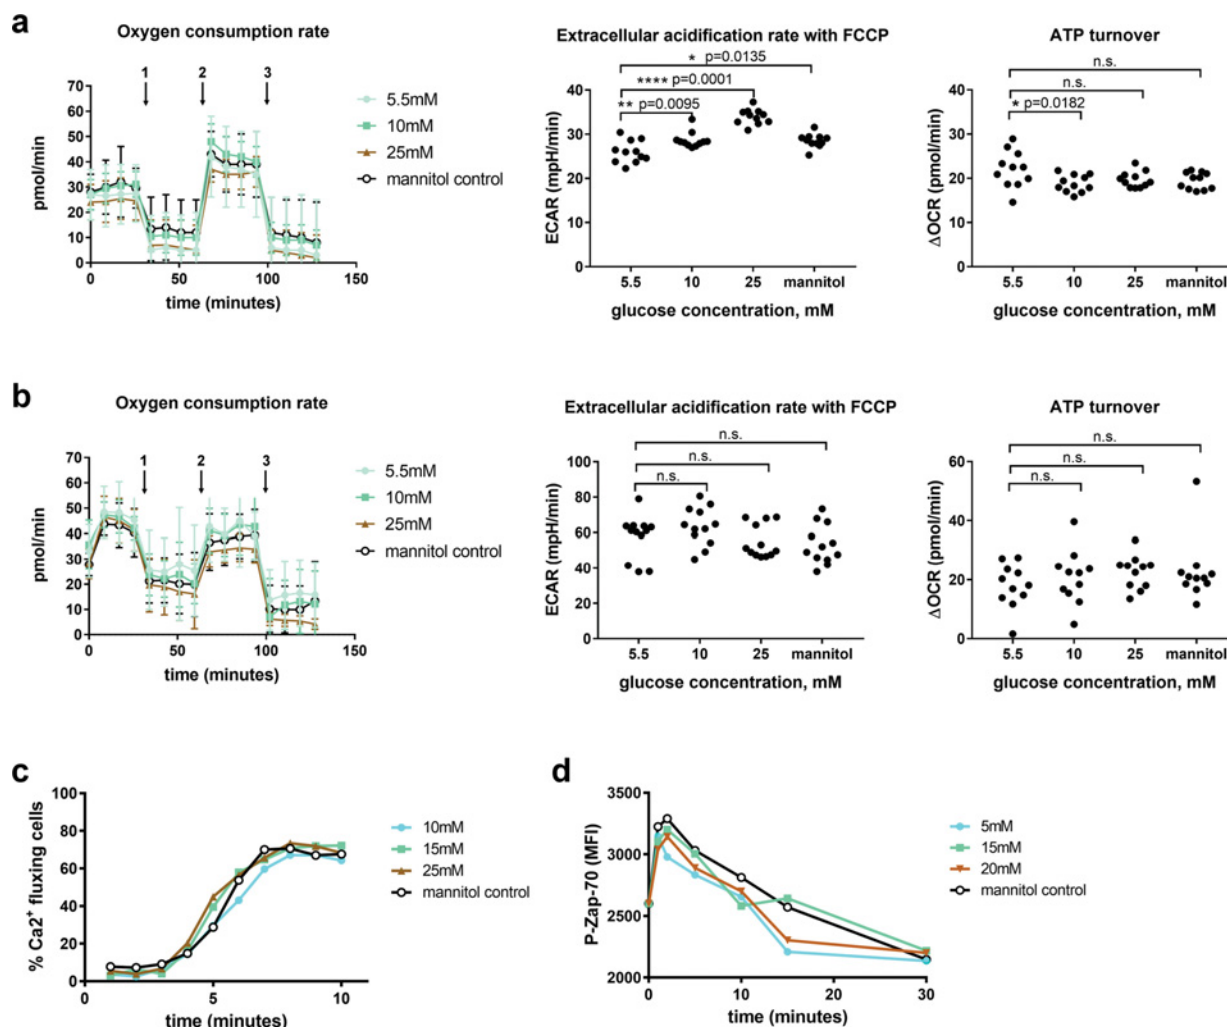 a
Oxygen consumption rate
1 2 3
70
60
50
40
30
20
10
0
pmol/min
0 50 100 150
time (minutes)
5.5mM
10mM
25mM
mannitol control
Extracellular acidification rate with FCCP
* p=0.0135
**** p=0.0001
** p=0.0095
40
30
20
10
0
ECAR (mpH/min)
5.5 10 25 mannitol
glucose concentration, mM
ATP turnover
n.s.
n.s.
* p=0.0182
40
30
20
10
0
ΔOCR (pmol/min)
5.5 10 25 mannitol
glucose concentration, mM
b
Oxygen consumption rate
1 2 3
70
60
50
40
30
20
10
0
pmol/min
0 50 100 150
time (minutes)
5.5mM
10mM
25mM
mannitol control
Extracellular acidification rate with FCCP
n.s.
n.s.
n.s.
100
80
60
40
20
0
ECAR (mpH/min)
5.5 10 25 mannitol
glucose concentration, mM
ATP turnover
n.s.
n.s.
n.s.
60
40
20
0
ΔOCR (pmol/min)
5.5 10 25 mannitol
glucose concentration, mM
c
100
80
60
40
20
0
% Ca2⁺ fluxing cells
0 5 10
time (minutes)
10mM
15mM
25mM
mannitol control
d
3500
3000
2500
2000
P-Zap-70 (MFI)
0 10 20 30
time (minutes)
5mM
15mM
20mM
mannitol control